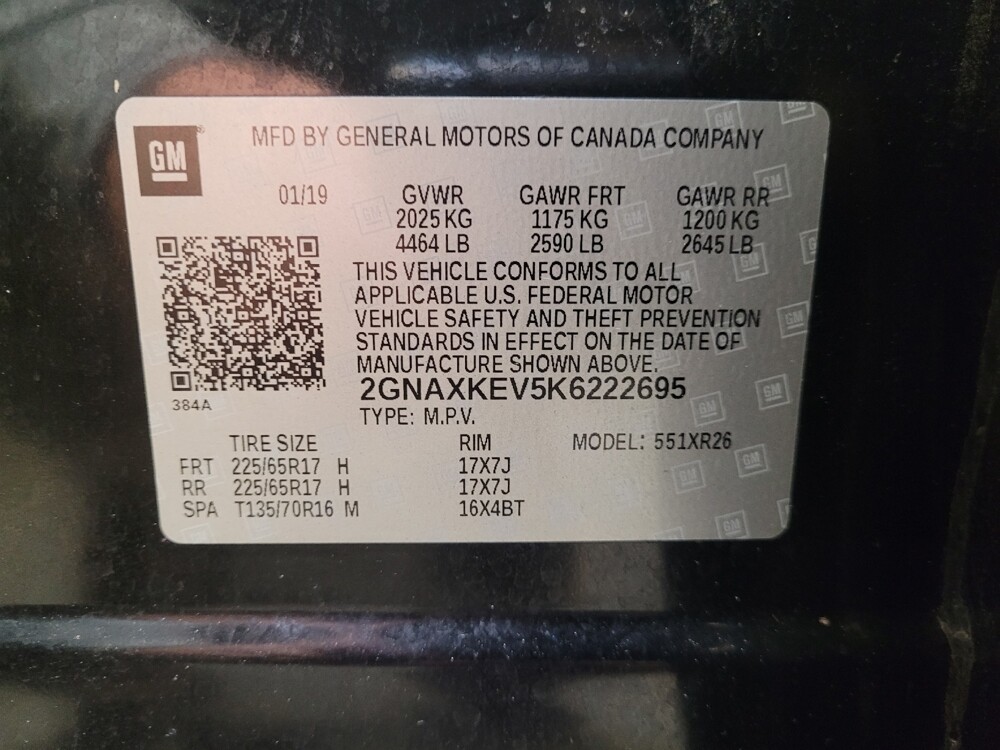 GM
MFD BY GENERAL MOTORS OF CANADA COMPANY
01/19 GVWR GAWR FRT GAWR RR
2025 KG 1175 KG 1200 KG
4464 LB 2590 LB 2645 LB
THIS VEHICLE CONFORMS TO ALL
APPLICABLE U.S. FEDERAL MOTOR
VEHICLE SAFETY AND THEFT PREVENTION
STANDARDS IN EFFECT ON THE DATE OF
MANUFACTURE SHOWN ABOVE.
2GNAXKEV5K6222695
384A
TYPE: M.P.V.
TIRE SIZE RIM MODEL: 551XR26
FRT 225/65R17 H 17X7J
RR 225/65R17 H 17X7J
SPA T135/70R16 M 16X4BT